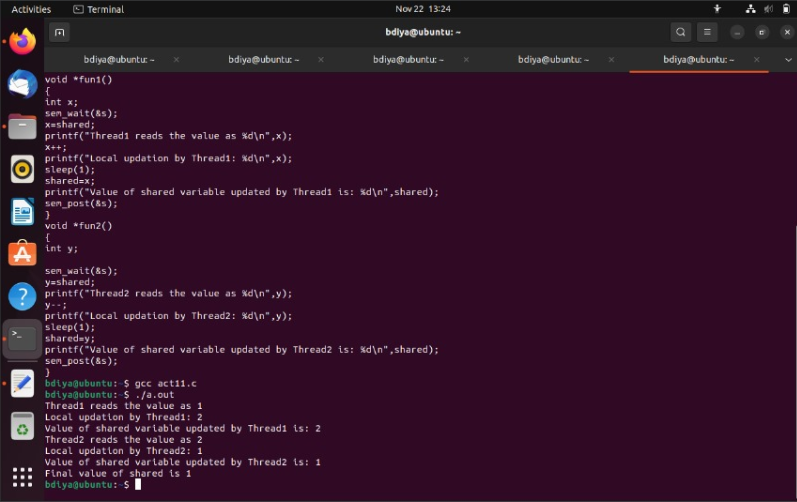 Activities
Terminal
Nov 22 13:24
bdiya@ubuntu: ~
bdiya@ubuntu: ~
bdiya@ubuntu: ~
bdiya@ubuntu: ~
bdiya@ubuntu: ~
bdiya@ubuntu: ~
void *fun1()
{
int x;
sem_wait(&s);
x=shared;
printf("Thread1 reads the value as %d\n",x);
x++;
printf("Local updation by Thread1: %d\n",x);
sleep(1);
shared=x;
printf("Value of shared variable updated by Thread1 is: %d\n",shared);
sem_post(&s);
}
void *fun2()
{
int y;
sem_wait(&s);
y=shared;
printf("Thread2 reads the value as %d\n",y);
y--;
printf("Local updation by Thread2: %d\n",y);
sleep(1);
shared=y;
printf("Value of shared variable updated by Thread2 is: %d\n",shared);
sem_post(&s);
}
bdiya@ubuntu:~$ gcc act11.c
bdiya@ubuntu:~$ ./a.out
Thread1 reads the value as 1
Local updation by Thread1: 2
Value of shared variable updated by Thread1 is: 2
Thread2 reads the value as 2
Local updation by Thread2: 1
Value of shared variable updated by Thread2 is: 1
Final value of shared is 1
bdiya@ubuntu:~$